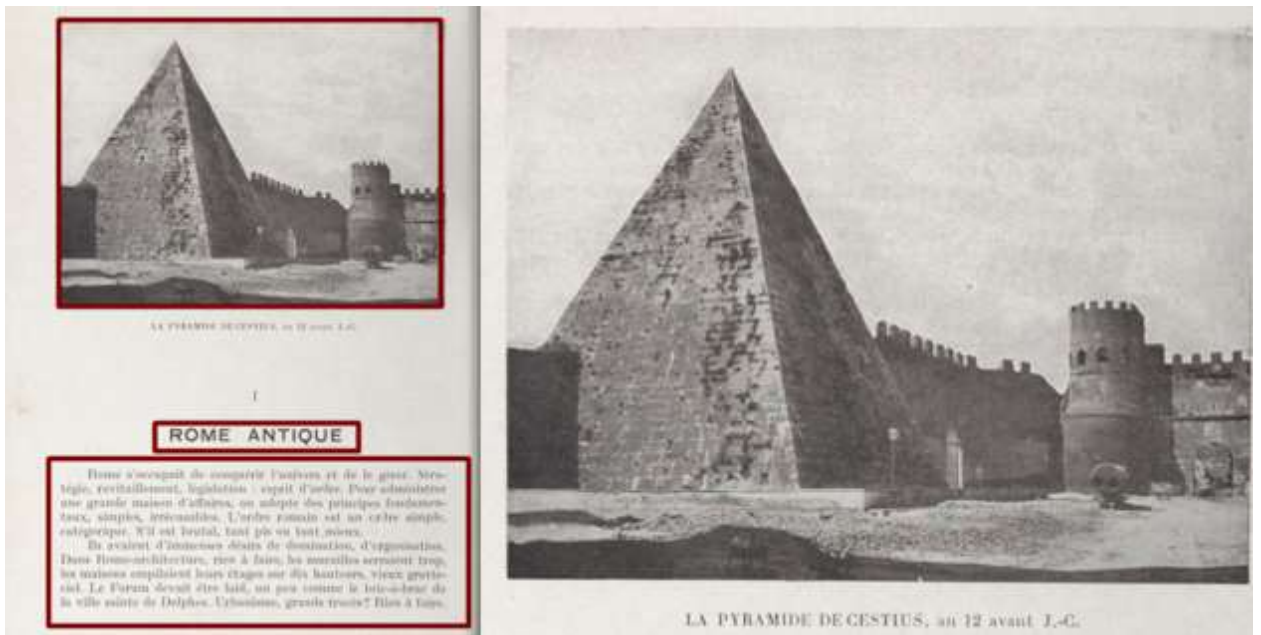 LA PYRAMIDE DE CESTIUS, an 12 avant J.-C.
I
ROME ANTIQUE
Rome s'occupait de conquérir l'univers et de le gérer. Stra-
tégie, ravitaillement, législation : esprit d'ordre. Pour administrer
une grande maison d'affaires, on adopte des principes fondamen-
taux, simples, irrécusables. L'ordre romain est un ordre simple,
catégorique. S'il est brutal, tant pis ou tant mieux.
Ils avaient d'immenses désirs de domination, d'organisation.
Dans Rome-architecture, rien à faire, les murailles serraient trop,
les maisons empilaient leurs étages sur dix hauteurs, vieux gratte-
ciel. Le Forum devait être laid, un peu comme le bric-à-brac de
la ville sainte de Delphes. Urbanisme, grands tracés? Rien à faire.
LA PYRAMIDE DE CESTIUS, an 12 avant J.-C.